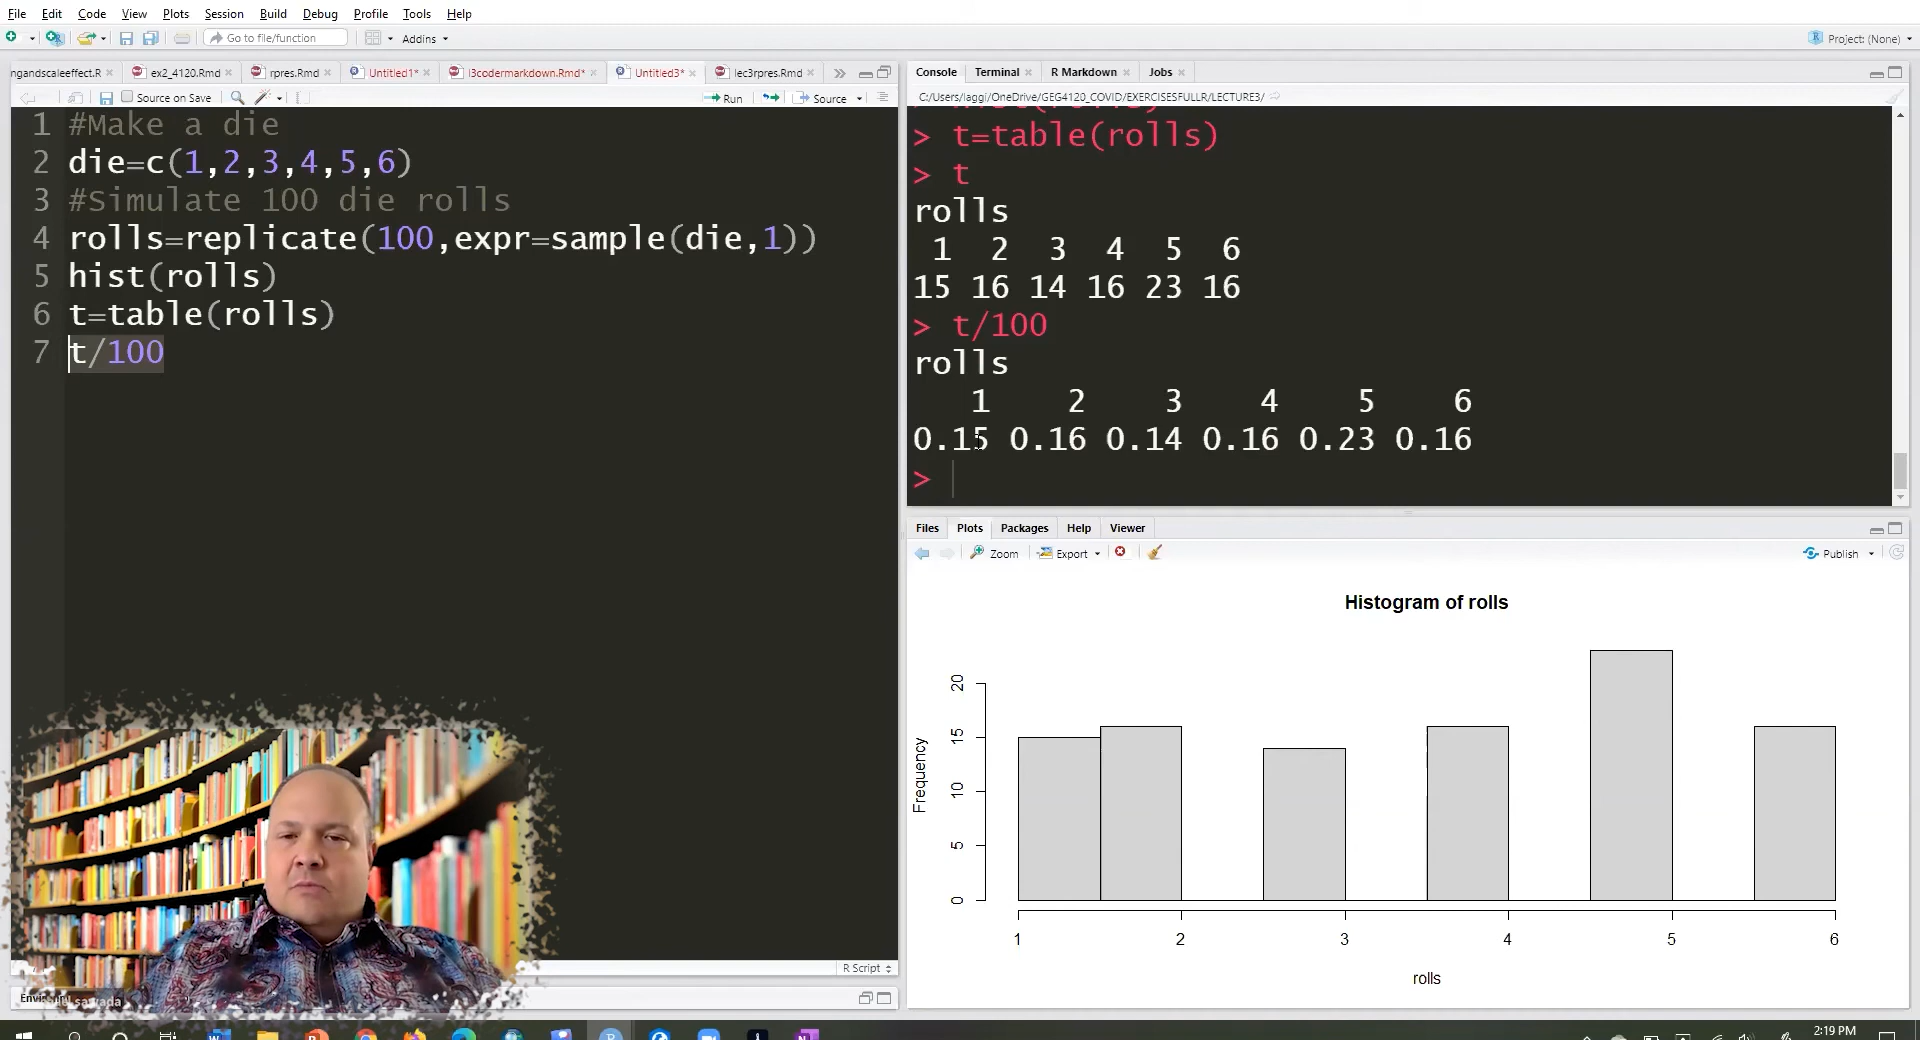 File Edit Code View Plots Session Build Debug Profile Tools Help
Go to file/function Addins Project: (None)
ngandscaleeffect.R ex2_4120.Rmd rpres.Rmd Untitled1* l3codermarkdown.Rmd* Untitled3* lec3rpres.Rmd
Source on Save Run Source
1 #Make a die
2 die=c(1,2,3,4,5,6)
3 #Simulate 100 die rolls
4 rolls=replicate(100,expr=sample(die,1))
5 hist(rolls)
6 t=table(rolls)
7 t/100
R Script
Console Terminal R Markdown Jobs
C:/Users/laggi/OneDrive/GEG4120_COVID/EXERCISESFULLR/LECTURE3/
> t=table(rolls)
> t
rolls
1 2 3 4 5 6
15 16 14 16 23 16
> t/100
rolls
1 2 3 4 5 6
0.15 0.16 0.14 0.16 0.23 0.16
>
Files Plots Packages Help Viewer
Zoom Export Publish
Histogram of rolls
Frequency
20
15
10
5
0
1 2 3 4 5 6
rolls
2:19 PM